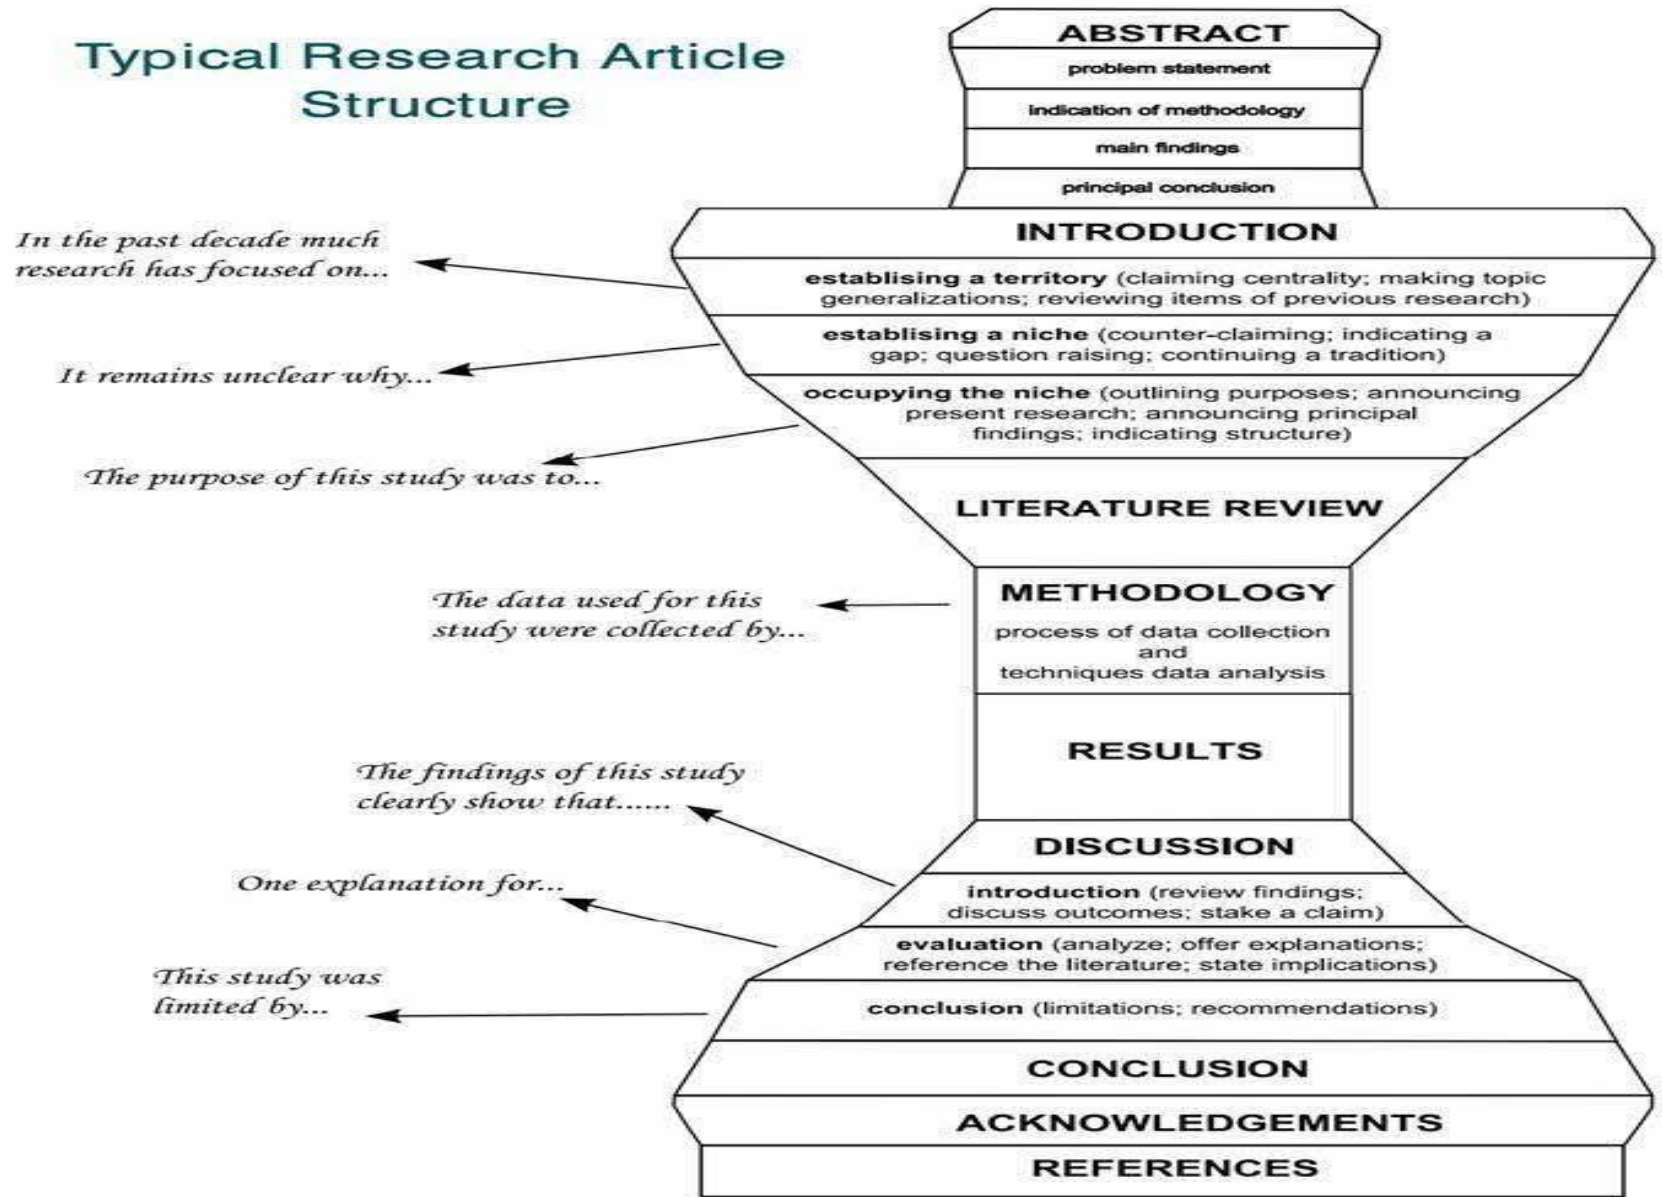 Typical Research Article
Structure
ABSTRACT
problem statement
indication of methodology
main findings
principal conclusion
INTRODUCTION
In the past decade much
research has focused on...
establising a territory (claiming centrality; making topic
generalizations; reviewing items of previous research)
It remains unclear why...
establising a niche (counter-claiming; indicating a
gap; question raising; continuing a tradition)
The purpose of this study was to...
occupying the niche (outlining purposes; announcing
present research; announcing principal
findings; indicating structure)
LITERATURE REVIEW
The data used for this
study were collected by...
METHODOLOGY
process of data collection
and
techniques data analysis
RESULTS
The findings of this study
clearly show that......
DISCUSSION
introduction (review findings;
discuss outcomes; stake a claim)
One explanation for...
evaluation (analyze; offer explanations;
reference the literature; state implications)
This study was
limited by...
conclusion (limitations; recommendations)
CONCLUSION
ACKNOWLEDGEMENTS
REFERENCES